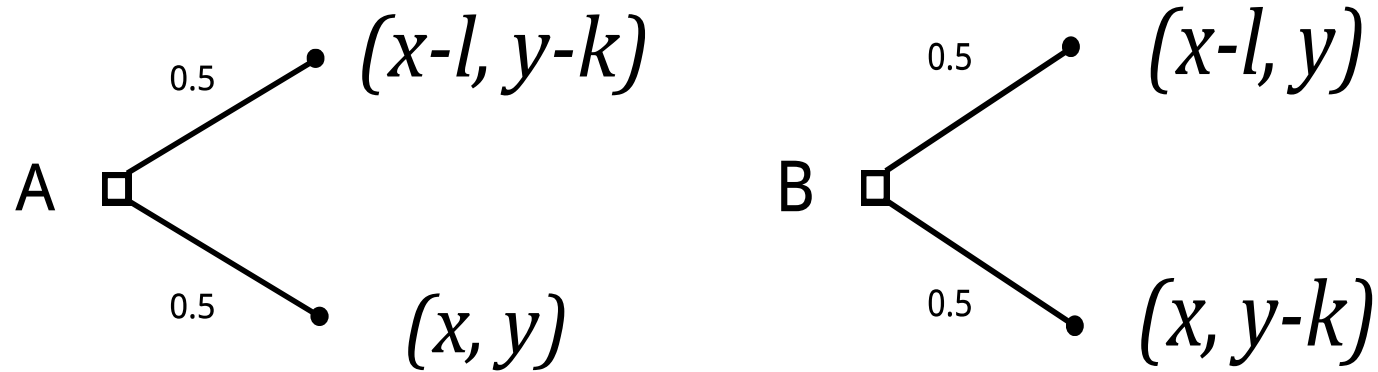 0.5 (x-l, y-k)
A
0.5 (x, y)
0.5 (x-l, y)
B
0.5 (x, y-k)